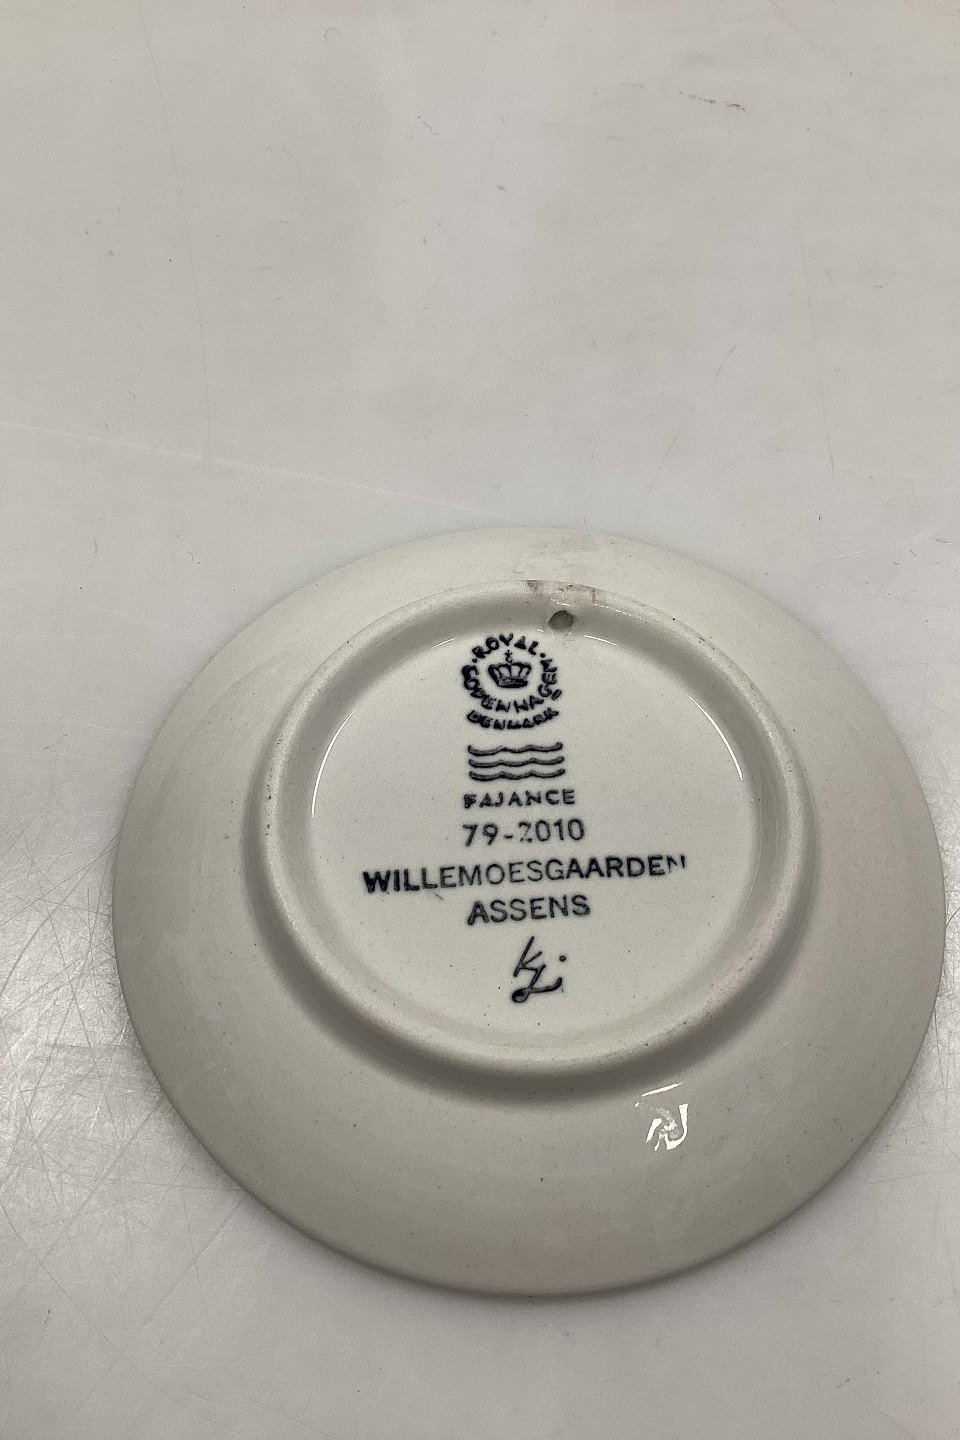 ROYAL COPENHAGEN
DENMARK
FAJANCE
79-2010
WILLEMOESGAARDEN
ASSENS